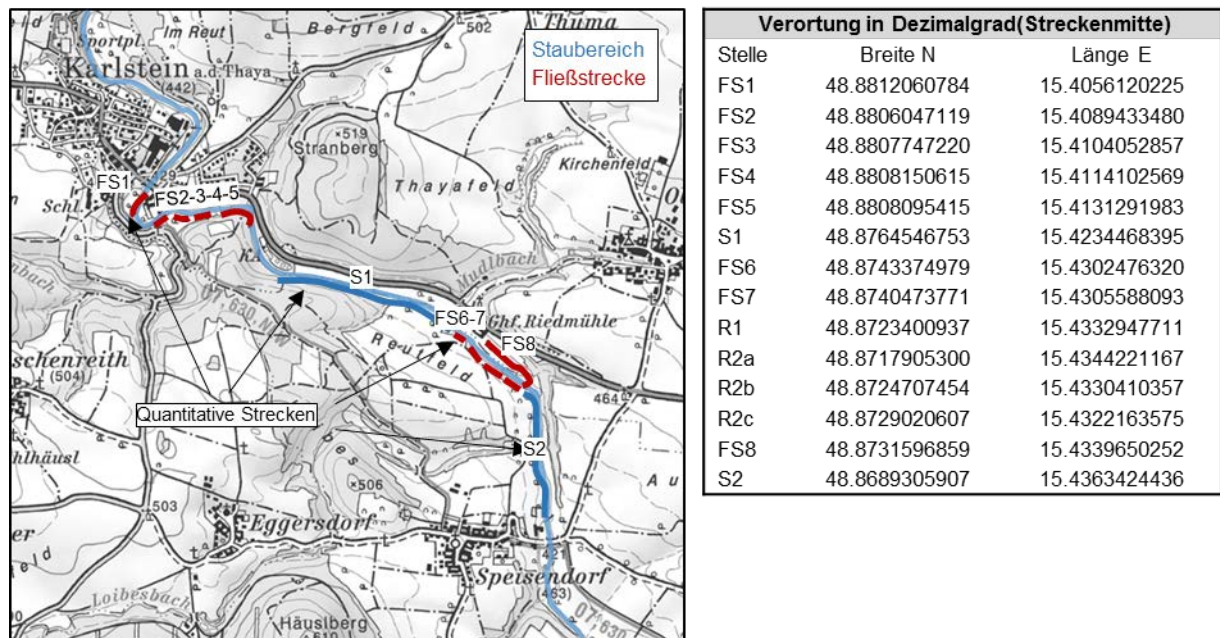 Sportpl.
Im Reut
Bergfeld
502
Thuma
Karlstein a.d. Thaya
(442)
Staubereich
Fließstrecke
×519
Stranberg
Kirchenfeld
Thayafeld
FS1
FS2-3-4-5
Schl.
S1
Mudlbach
FS6-7
Ghf. Riedmühle
FS8
Reutfeld
schenreith
(504)
Quantitative Strecken
464
S2
×506
503
Eggersdorf
Speisendorf
(463)
421
Loibesbach
Häuslberg
07°630
Verortung in Dezimalgrad(Streckenmitte)
Stelle Breite N Länge E
FS1 48.8812060784 15.4056120225
FS2 48.8806047119 15.4089433480
FS3 48.8807747220 15.4104052857
FS4 48.8808150615 15.4114102569
FS5 48.8808095415 15.4131291983
S1 48.8764546753 15.4234468395
FS6 48.8743374979 15.4302476320
FS7 48.8740473771 15.4305588093
R1 48.8723400937 15.4332947711
R2a 48.8717905300 15.4344221167
R2b 48.8724707454 15.4330410357
R2c 48.8729020607 15.4322163575
FS8 48.8731596859 15.4339650252
S2 48.8689305907 15.4363424436